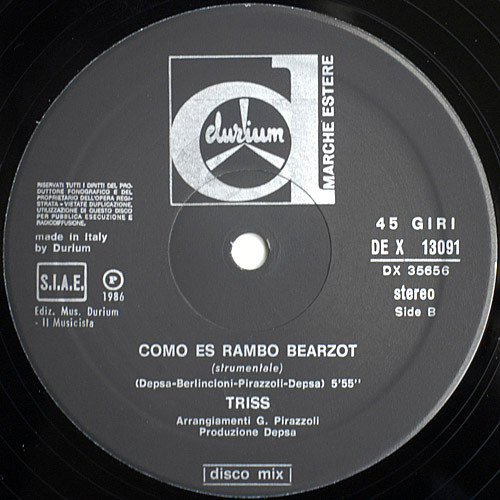 durium
MARCHE ESTERE
RISERVATI TUTTI I DIRITTI DEL PRO-
DUTTORE FONOGRAFICO E DEL
PROPRIETARIO DELL'OPERA REGI-
STRATA - VIETATE DUPLICAZIONE,
UTILIZZAZIONE DI QUESTO DISCO
PER PUBBLICA ESECUZIONE E
RADIODIFFUSIONE.
made in Italy
by Durium
S.I.A.E.
P
1986
Ediz. Mus. Durium
- Il Musicista
45 GIRI
DE X 13091
DX 35656
stereo
Side B
COMO ES RAMBO BEARZOT
(strumentale)
(Depsa-Berlincioni-Pirazzoli-Depsa) 5'55''
TRISS
Arrangiamenti G. Pirazzoli
Produzione Depsa
disco mix